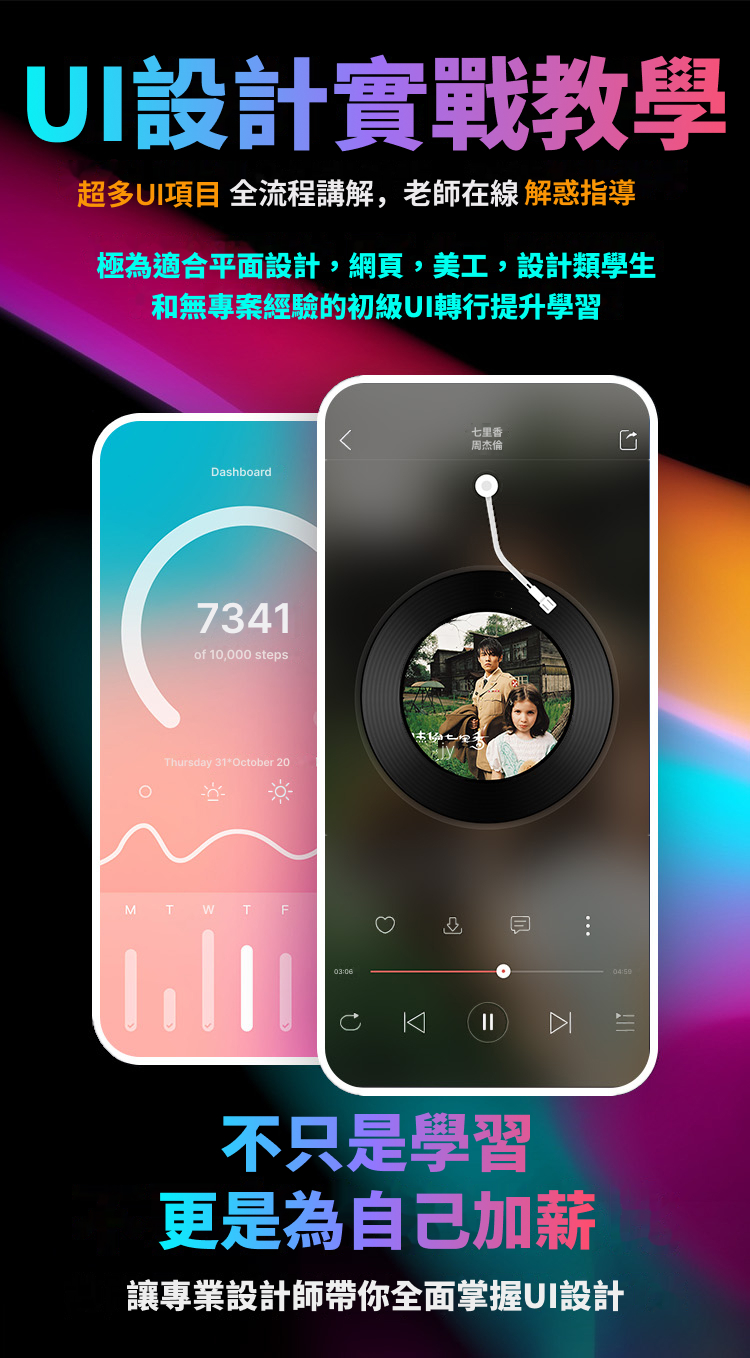 UI設計實戰教學
超多UI項目 全流程講解，老師在線 解惑指導
極為適合平面設計，網頁，美工，設計類學生
和無專案經驗的初級UI轉行提升學習
七里香
周杰倫
Dashboard
7341
of 10,000 steps
Thursday 31*October 20
M T W T F
七里香
jy
03:06
04:59
不只是學習
更是為自己加薪
讓專業設計師帶你全面掌握UI設計